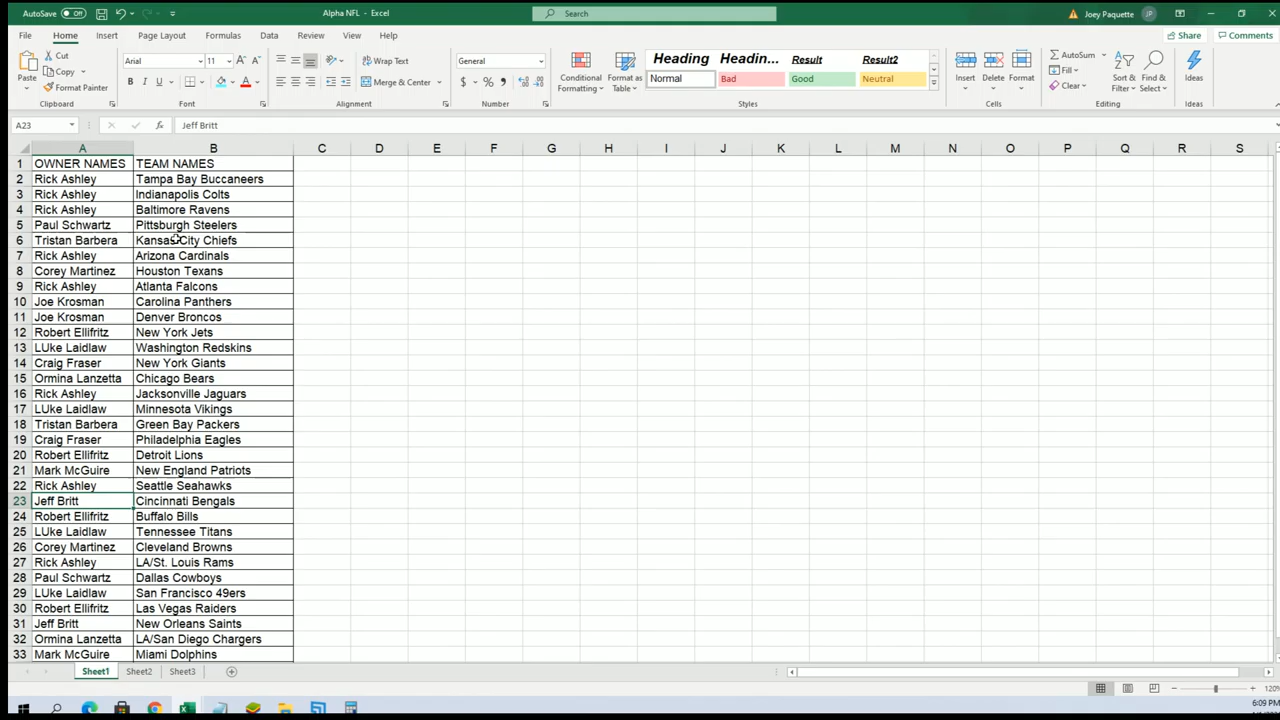 AutoSave Off Alpha NFL - Excel Search Joey Paquette JP
File Home Insert Page Layout Formulas Data Review View Help Share Comments
Paste Cut Copy Format Painter Clipboard
Arial 11 A A B I U A Font
Wrap Text Merge & Center Alignment
General $ % , Number
Conditional Formatting Format as Table
Heading Headin... Result Result2
Normal Bad Good Neutral
Styles
Insert Delete Format Cells
AutoSum Fill Clear Sort & Filter Find & Select Editing
Ideas Ideas
A23 fx Jeff Britt
A B C D E F G H I J K L M N O P Q R S
1 OWNER NAMES TEAM NAMES
2 Rick Ashley Tampa Bay Buccaneers
3 Rick Ashley Indianapolis Colts
4 Rick Ashley Baltimore Ravens
5 Paul Schwartz Pittsburgh Steelers
6 Tristan Barbera Kansas City Chiefs
7 Rick Ashley Arizona Cardinals
8 Corey Martinez Houston Texans
9 Rick Ashley Atlanta Falcons
10 Joe Krosman Carolina Panthers
11 Joe Krosman Denver Broncos
12 Robert Ellifritz New York Jets
13 LUke Laidlaw Washington Redskins
14 Craig Fraser New York Giants
15 Ormina Lanzetta Chicago Bears
16 Rick Ashley Jacksonville Jaguars
17 LUke Laidlaw Minnesota Vikings
18 Tristan Barbera Green Bay Packers
19 Craig Fraser Philadelphia Eagles
20 Robert Ellifritz Detroit Lions
21 Mark McGuire New England Patriots
22 Rick Ashley Seattle Seahawks
23 Jeff Britt Cincinnati Bengals
24 Robert Ellifritz Buffalo Bills
25 LUke Laidlaw Tennessee Titans
26 Corey Martinez Cleveland Browns
27 Rick Ashley LA/St. Louis Rams
28 Paul Schwartz Dallas Cowboys
29 LUke Laidlaw San Francisco 49ers
30 Robert Ellifritz Las Vegas Raiders
31 Jeff Britt New Orleans Saints
32 Ormina Lanzetta LA/San Diego Chargers
33 Mark McGuire Miami Dolphins
Sheet1 Sheet2 Sheet3
120%
6:09 PM